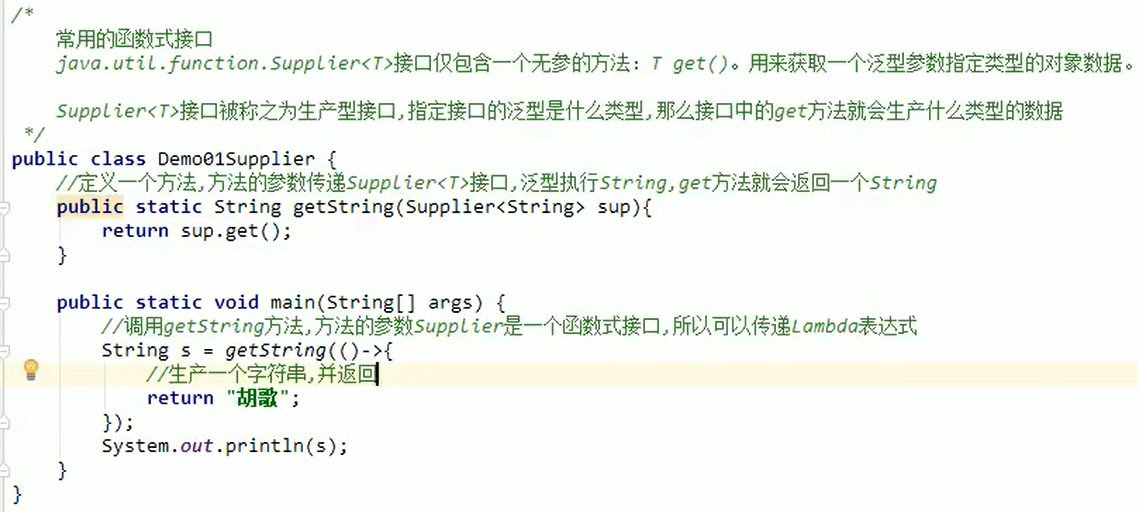 /*
常用的函数式接口
java.util.function.Supplier<T>接口仅包含一个无参的方法：T get()。用来获取一个泛型参数指定类型的对象数据。
Supplier<T>接口被称之为生产型接口,指定接口的泛型是什么类型,那么接口中的get方法就会生产什么类型的数据
*/
public class Demo01Supplier {
//定义一个方法,方法的参数传递Supplier<T>接口,泛型执行String,get方法就会返回一个String
public static String getString(Supplier<String> sup){
return sup.get();
}
public static void main(String[] args) {
//调用getString方法,方法的参数Supplier是一个函数式接口,所以可以传递Lambda表达式
String s = getString(()->{
//生产一个字符串,并返回
return "胡歌";
});
System.out.println(s);
}
}